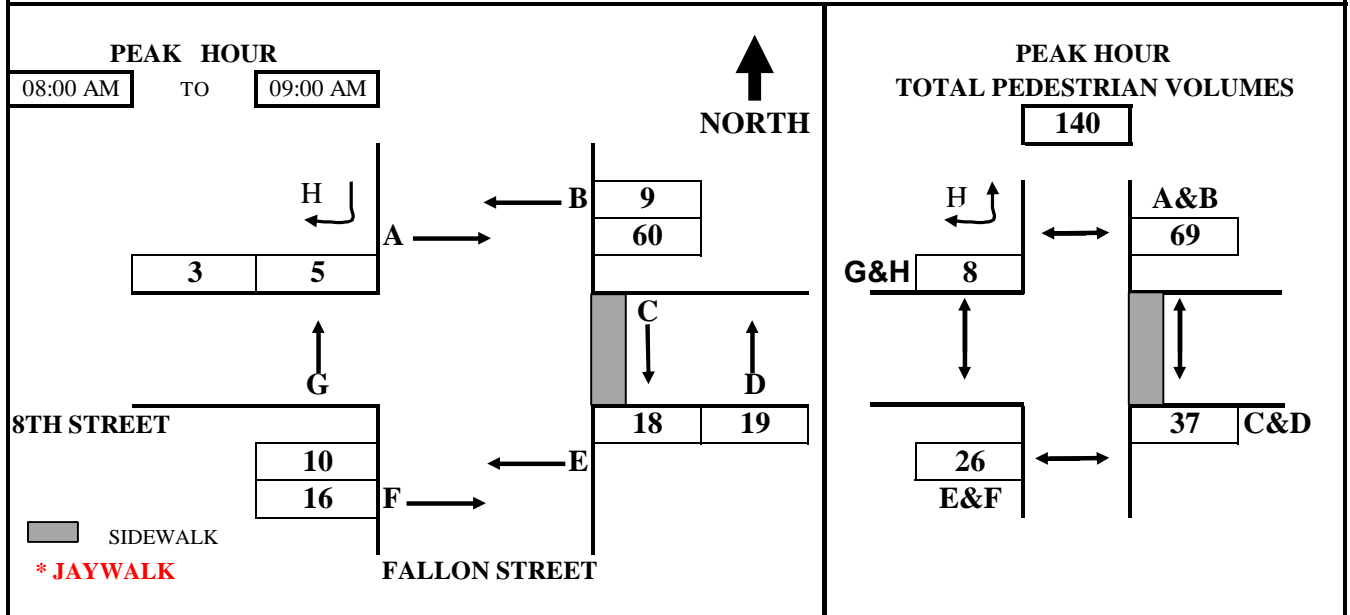 PEAK HOUR
08:00 AM TO 09:00 AM
NORTH
H
B 9
A 60
3 5
C
G D
8TH STREET
18 19
10 E
16 F
SIDEWALK
* JAYWALK
FALLON STREET
PEAK HOUR
TOTAL PEDESTRIAN VOLUMES
140
H A&B
69
G&H 8
37 C&D
26
E&F